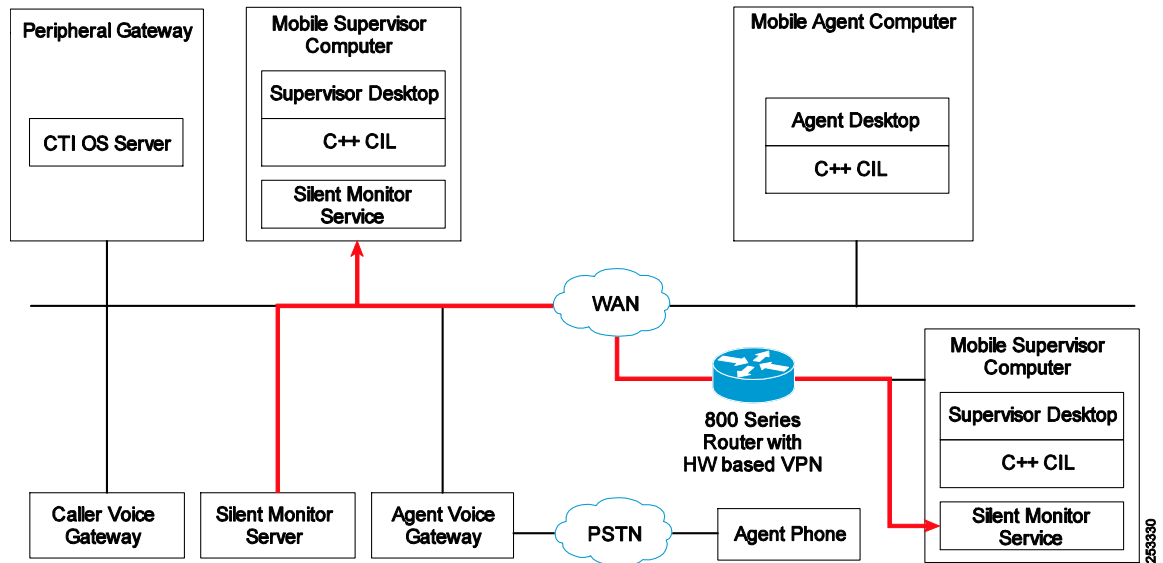 Peripheral Gateway
CTI OS Server
Mobile Supervisor
Computer
Supervisor Desktop
C++ CIL
Silent Monitor
Service
Mobile Agent Computer
Agent Desktop
C++ CIL
WAN
800 Series
Router with
HW based VPN
Mobile Supervisor
Computer
Supervisor Desktop
C++ CIL
Silent Monitor
Service
Caller Voice
Gateway
Silent Monitor
Server
Agent Voice
Gateway
PSTN
Agent Phone
253330